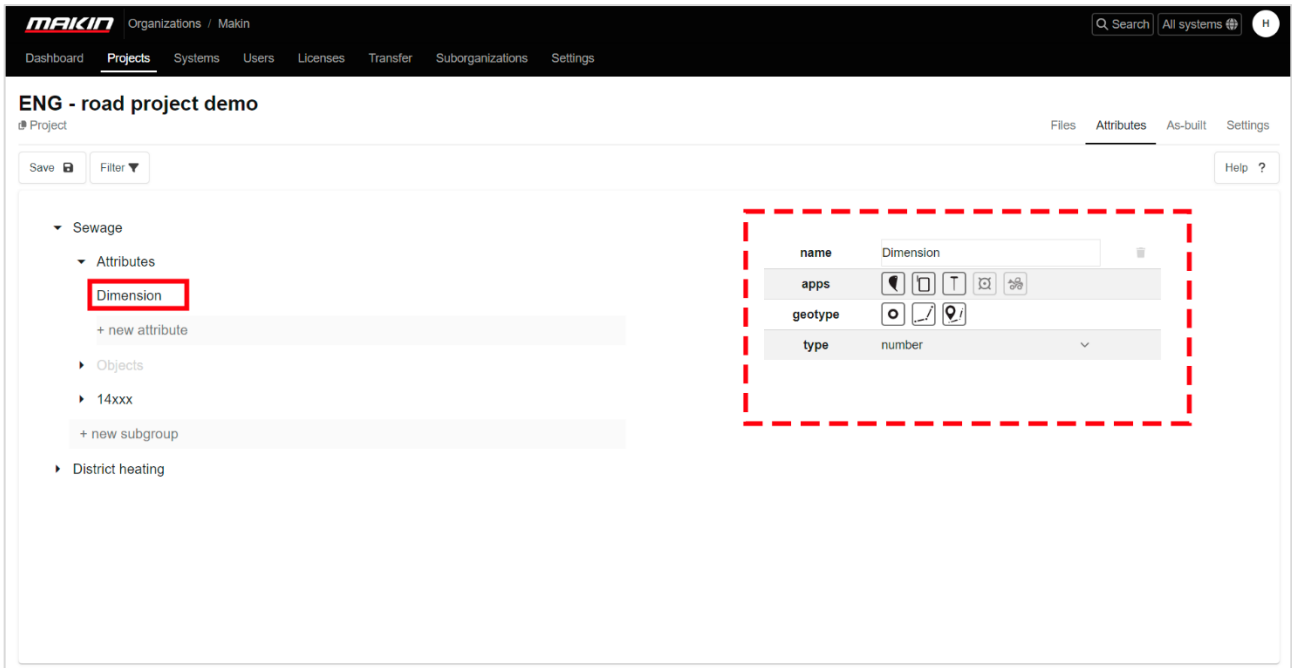 MAKIN Organizations / Makin Search All systems H
Dashboard Projects Systems Users Licenses Transfer Suborganizations Settings
ENG - road project demo
Project Files Attributes As-built Settings
Save Filter Help ?
Sewage
Attributes
Dimension
+ new attribute
Objects
14xxx
+ new subgroup
District heating
name Dimension
apps
geotype
type number